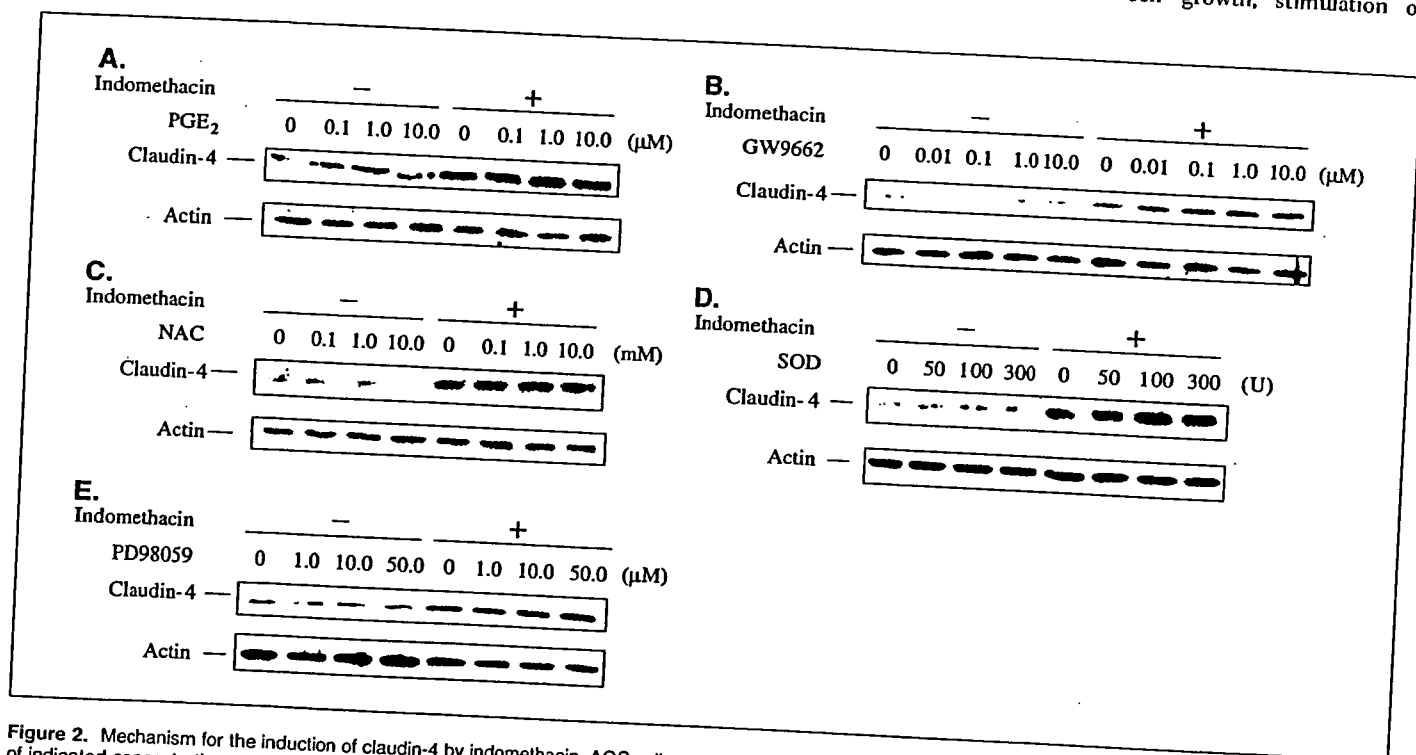 growth, stimulation o
A.
Indomethacin − +
PGE2 0 0.1 1.0 10.0 0 0.1 1.0 10.0 (μM)
Claudin-4 —
Actin —
B.
Indomethacin − +
GW9662 0 0.01 0.1 1.0 10.0 0 0.01 0.1 1.0 10.0 (μM)
Claudin-4 —
Actin —
C.
Indomethacin − +
NAC 0 0.1 1.0 10.0 0 0.1 1.0 10.0 (mM)
Claudin-4 —
Actin —
D.
Indomethacin − +
SOD 0 50 100 300 0 50 100 300 (U)
Claudin-4 —
Actin —
E.
Indomethacin − +
PD98059 0 1.0 10.0 50.0 0 1.0 10.0 50.0 (μM)
Claudin-4 —
Actin —
Figure 2. Mechanism for the induction of claudin-4 by indomethacin. AGS
of indicated